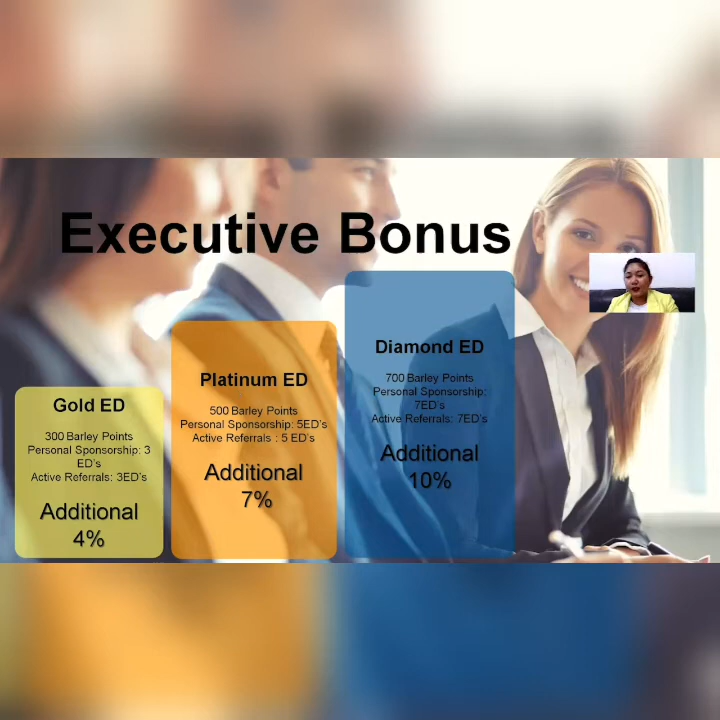 Executive Bonus
Gold ED
300 Barley Points
Personal Sponsorship: 3
ED's
Active Referrals: 3ED's
Additional
4%
Platinum ED
500 Barley Points
Personal Sponsorship: 5ED's
Active Referrals : 5 ED's
Additional
7%
Diamond ED
700 Barley Points
Personal Sponsorship:
7ED's
Active Referrals: 7ED's
Additional
10%